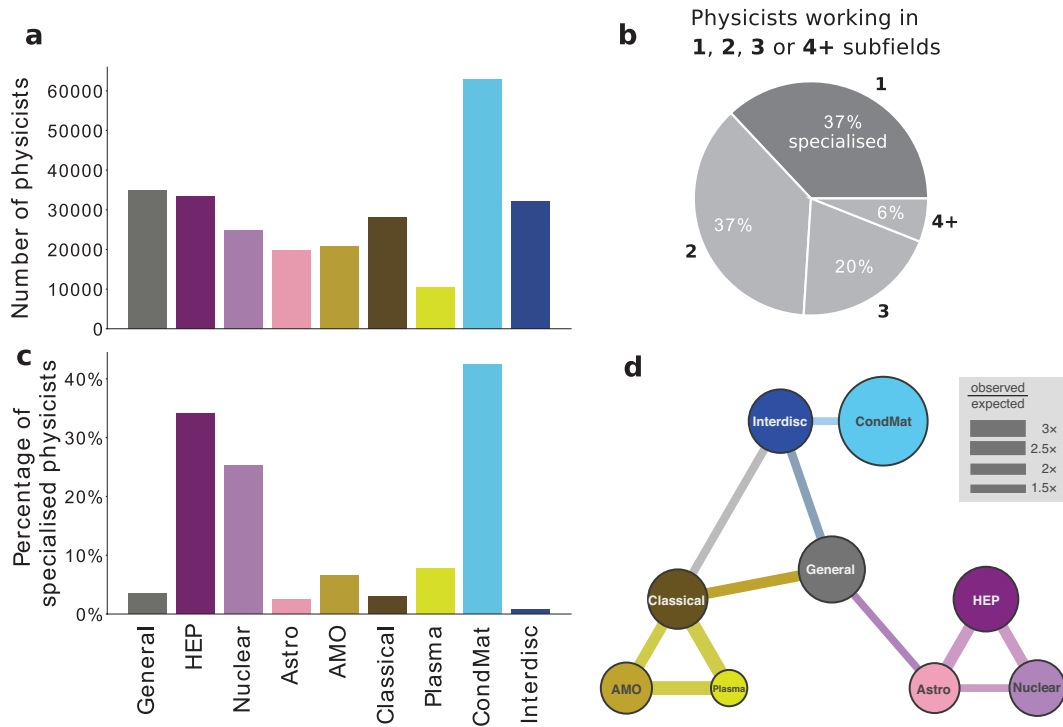 a
Number of physicists
60000
50000
40000
30000
20000
10000
0
b
Physicists working in
1, 2, 3 or 4+ subfields
1
37%
specialised
2
37%
3
20%
4+
6%
c
Percentage of
specialised physicists
40%
30%
20%
10%
0%
General
HEP
Nuclear
Astro
AMO
Classical
Plasma
CondMat
Interdisc
d
observed
expected
3×
2.5×
2×
1.5×
Interdisc
CondMat
General
Classical
HEP
AMO
Plasma
Astro
Nuclear